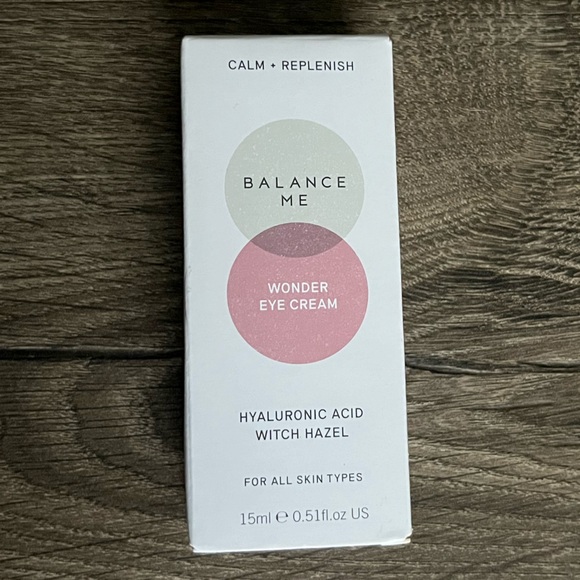 CALM + REPLENISH
BALANCE
ME
WONDER
EYE CREAM
HYALURONIC ACID
WITCH HAZEL
FOR ALL SKIN TYPES
15ml ℮ 0.51fl.oz US